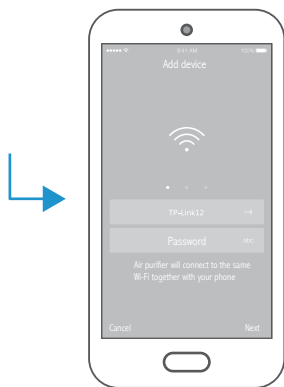 9:41 AM 100%
Add device
TP-Link12
Password abc
Air purifier will connect to the same
Wi-Fi together with your phone
Cancel Next